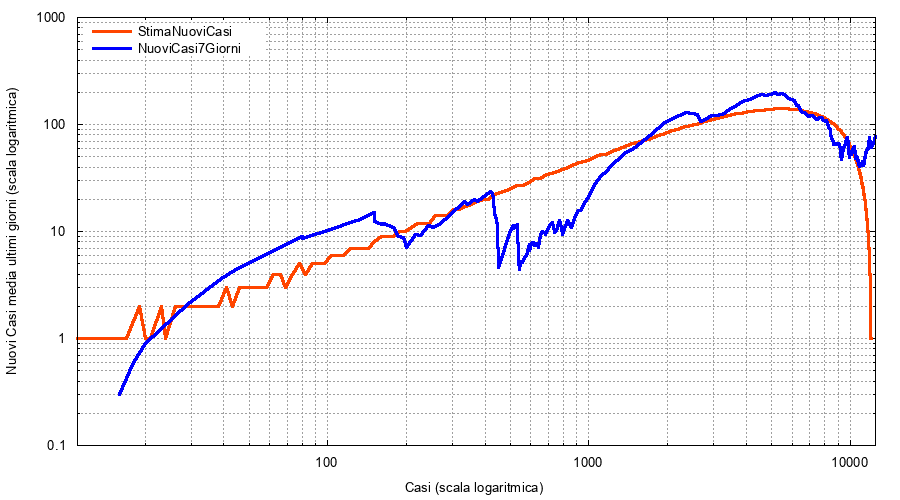 1000
StimaNuoviCasi
NuoviCasi7Giorni
100
10
1
0.1
100
1000
10000
Nuovi Casi media ultimi giorni (scala logaritmica)
Casi (scala logaritmica)